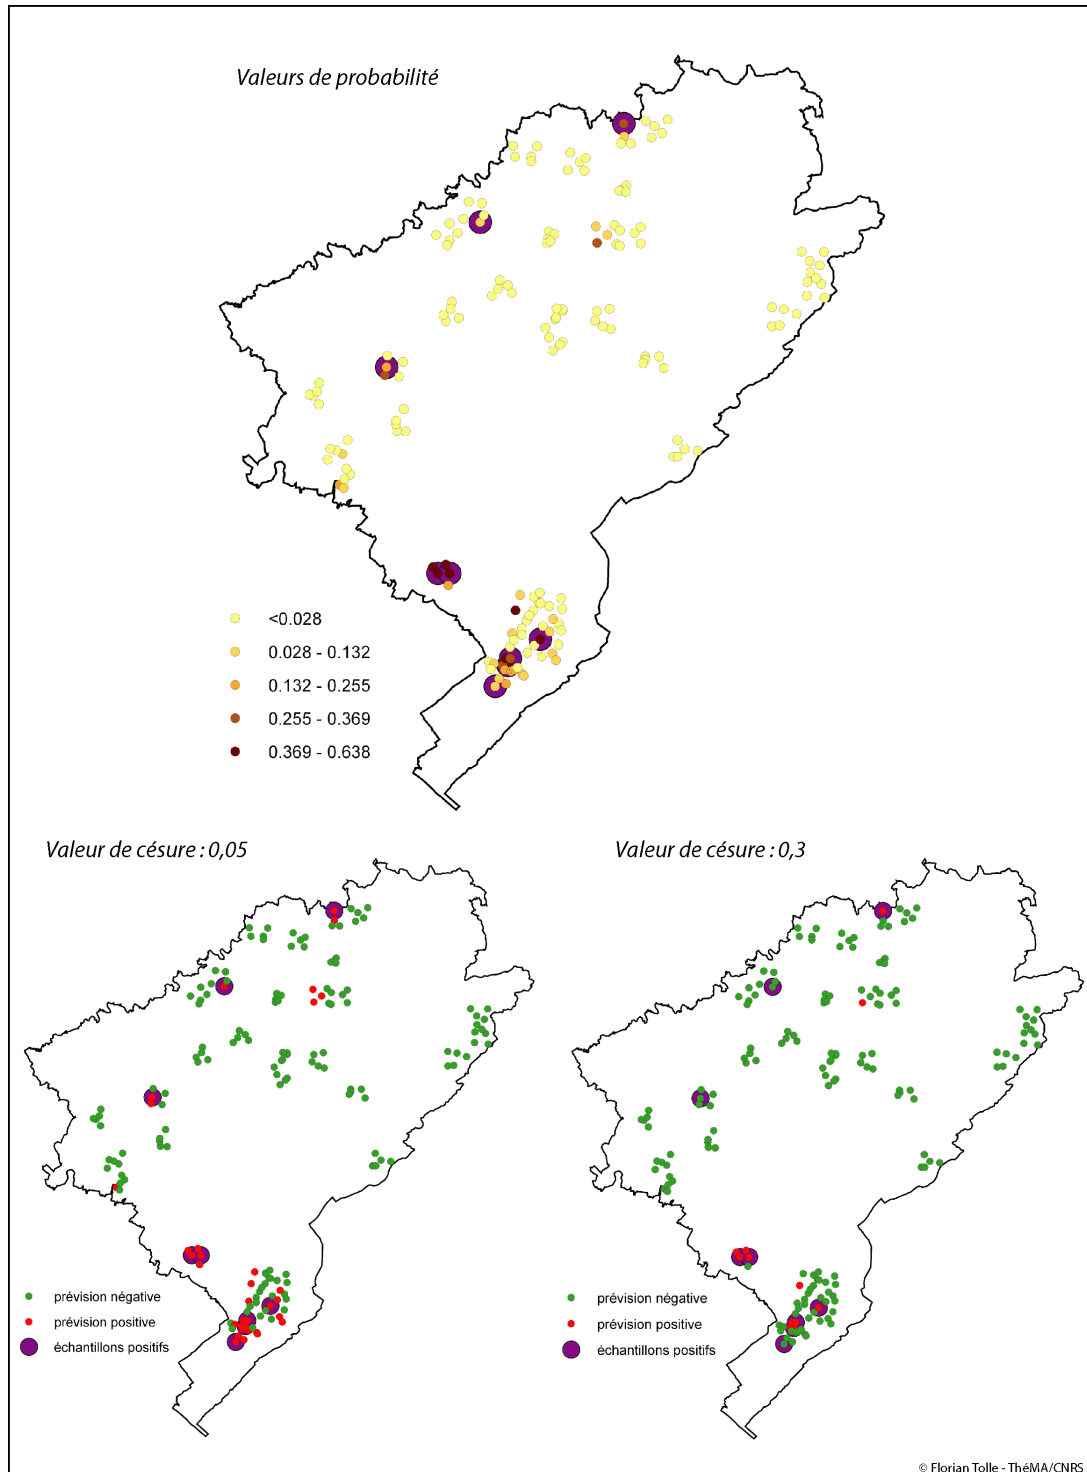 Valeurs de probabilité
<0.028
0.028 - 0.132
0.132 - 0.255
0.255 - 0.369
0.369 - 0.638
Valeur de césure : 0,05
Valeur de césure : 0,3
prévision négative
prévision positive
échantillons positifs
prévision négative
prévision positive
échantillons positifs
© Florian Tolle - ThéMA/CNRS